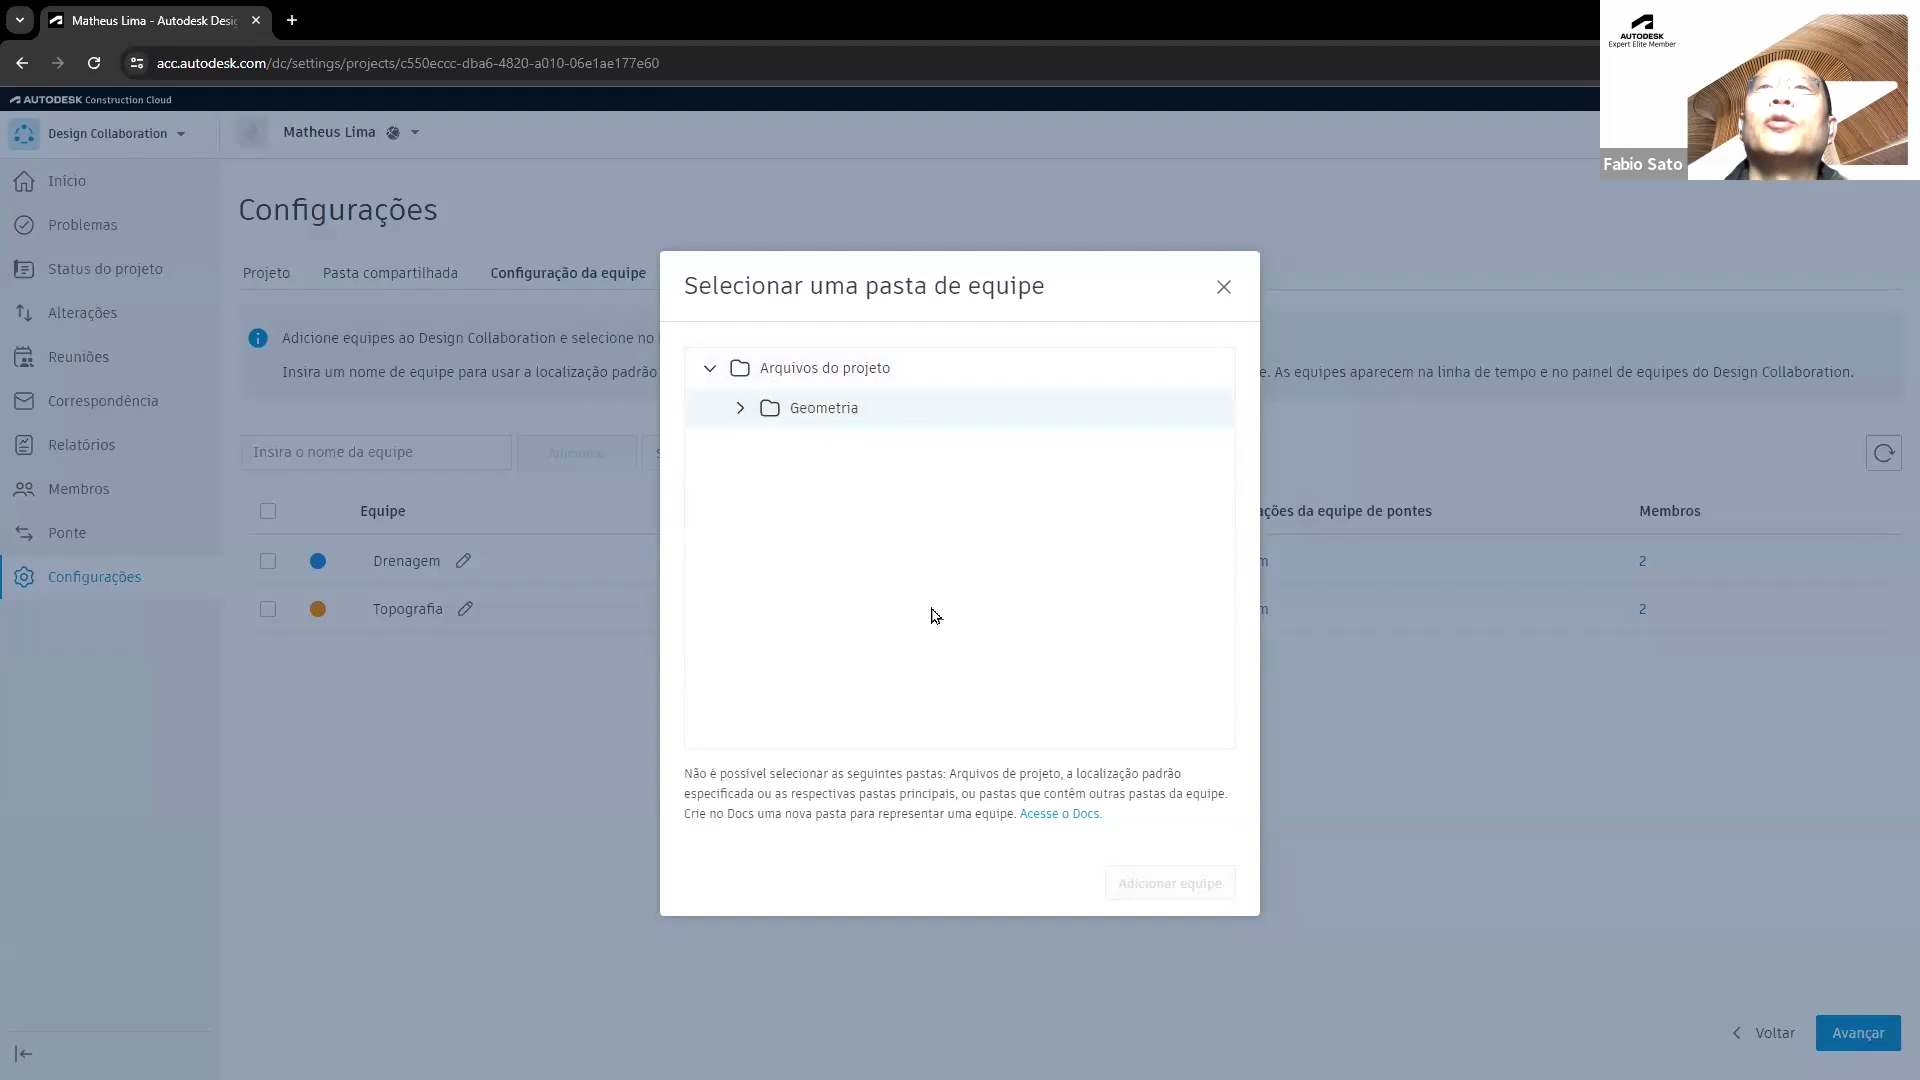 Matheus Lima - Autodesk Desi
acc.autodesk.com/dc/settings/projects/c550eccc-dba6-4820-a010-06e1ae177e60
AUTODESK Construction Cloud
AUTODESK
Expert Elite Member
Fabio Sato
Design Collaboration
Matheus Lima
Início
Problemas
Status do projeto
Alterações
Reuniões
Correspondência
Relatórios
Membros
Ponte
Configurações
Configurações
Projeto
Pasta compartilhada
Configuração da equipe
Adicione equipes ao Design Collaboration e selecione no
Insira um nome de equipe para usar a localização padrão
e. As equipes aparecem na linha de tempo e no painel de equipes do Design Collaboration.
Insira o nome da equipe
Adicionar
Equipe
ações da equipe de pontes
Membros
Drenagem
m
2
Topografia
m
2
Selecionar uma pasta de equipe
Arquivos do projeto
Geometria
Não é possível selecionar as seguintes pastas: Arquivos de projeto, a localização padrão
especificada ou as respectivas pastas principais, ou pastas que contêm outras pastas da equipe.
Crie no Docs uma nova pasta para representar uma equipe. Acesse o Docs.
Adicionar equipe
Voltar
Avançar